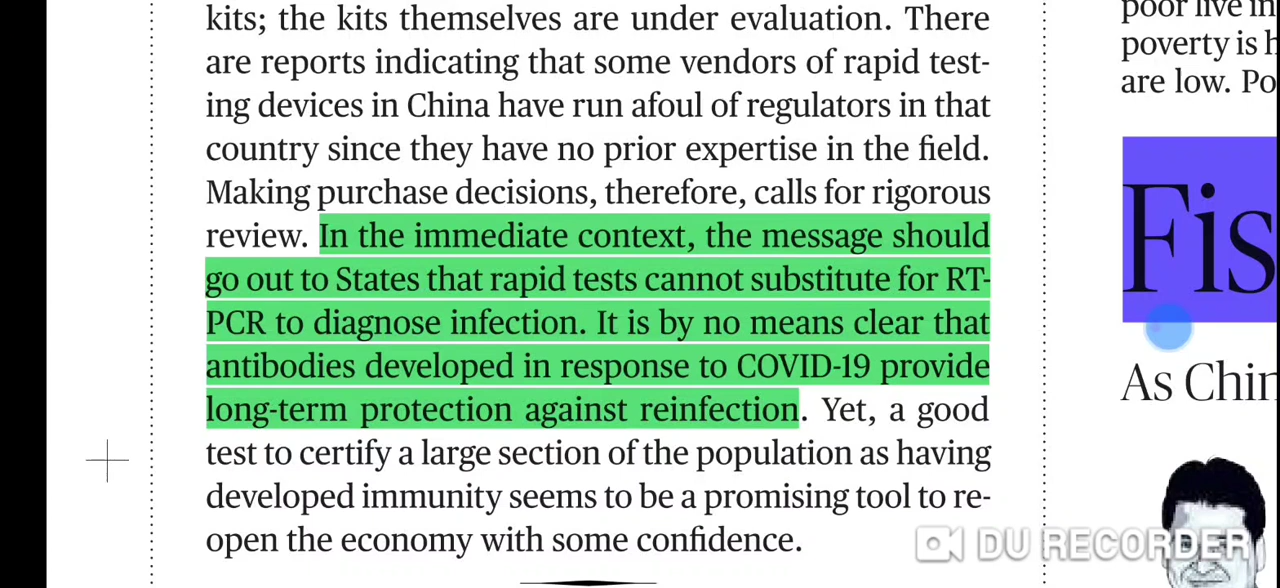 kits; the kits themselves are under evaluation. There
are reports indicating that some vendors of rapid test-
ing devices in China have run afoul of regulators in that
country since they have no prior expertise in the field.
Making purchase decisions, therefore, calls for rigorous
review. In the immediate context, the message should
go out to States that rapid tests cannot substitute for RT-
PCR to diagnose infection. It is by no means clear that
antibodies developed in response to COVID-19 provide
long-term protection against reinfection. Yet, a good
test to certify a large section of the population as having
developed immunity seems to be a promising tool to re-
open the economy with some confidence.
poor live in
poverty is h
are low. Po
Fis
As Chin
DU RECORDER